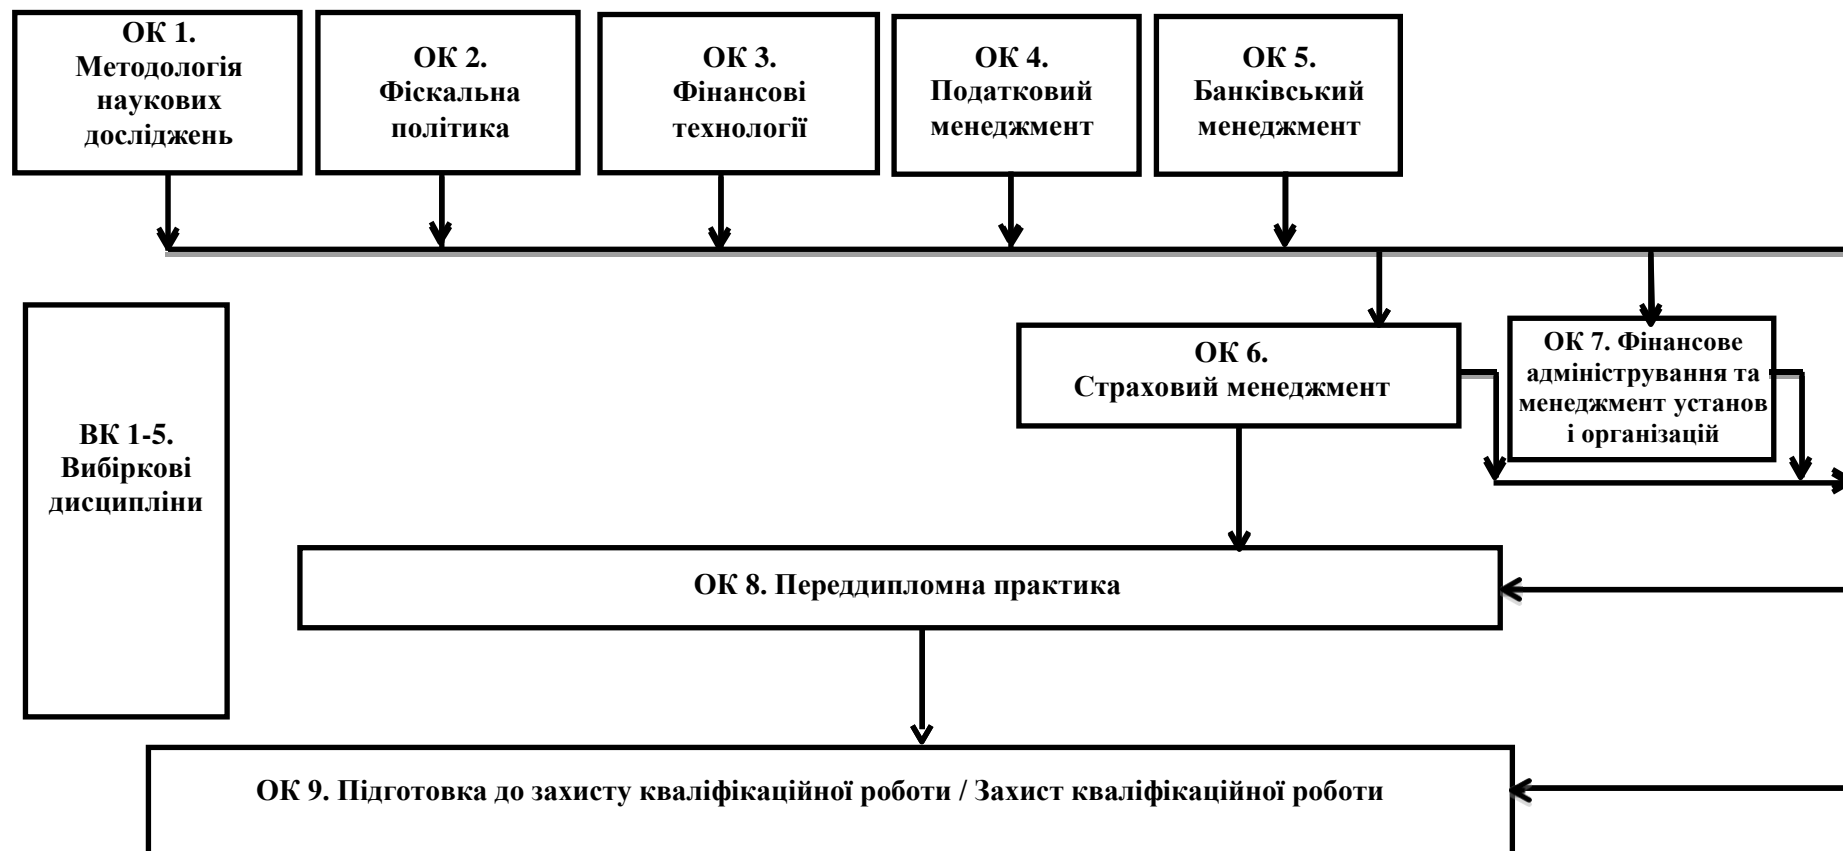 ОК 1.
Методологія
наукових
досліджень
ОК 2.
Фіскальна
політика
ОК 3.
Фінансові
технології
ОК 4.
Податковий
менеджмент
ОК 5.
Банківський
менеджмент
ОК 6.
Страховий менеджмент
ОК 7. Фінансове
адміністрування та
менеджмент установ
і організацій
ВК 1-5.
Вибіркові
дисципліни
ОК 8. Переддипломна практика
ОК 9. Підготовка до захисту кваліфікаційної роботи / Захист кваліфікаційної роботи